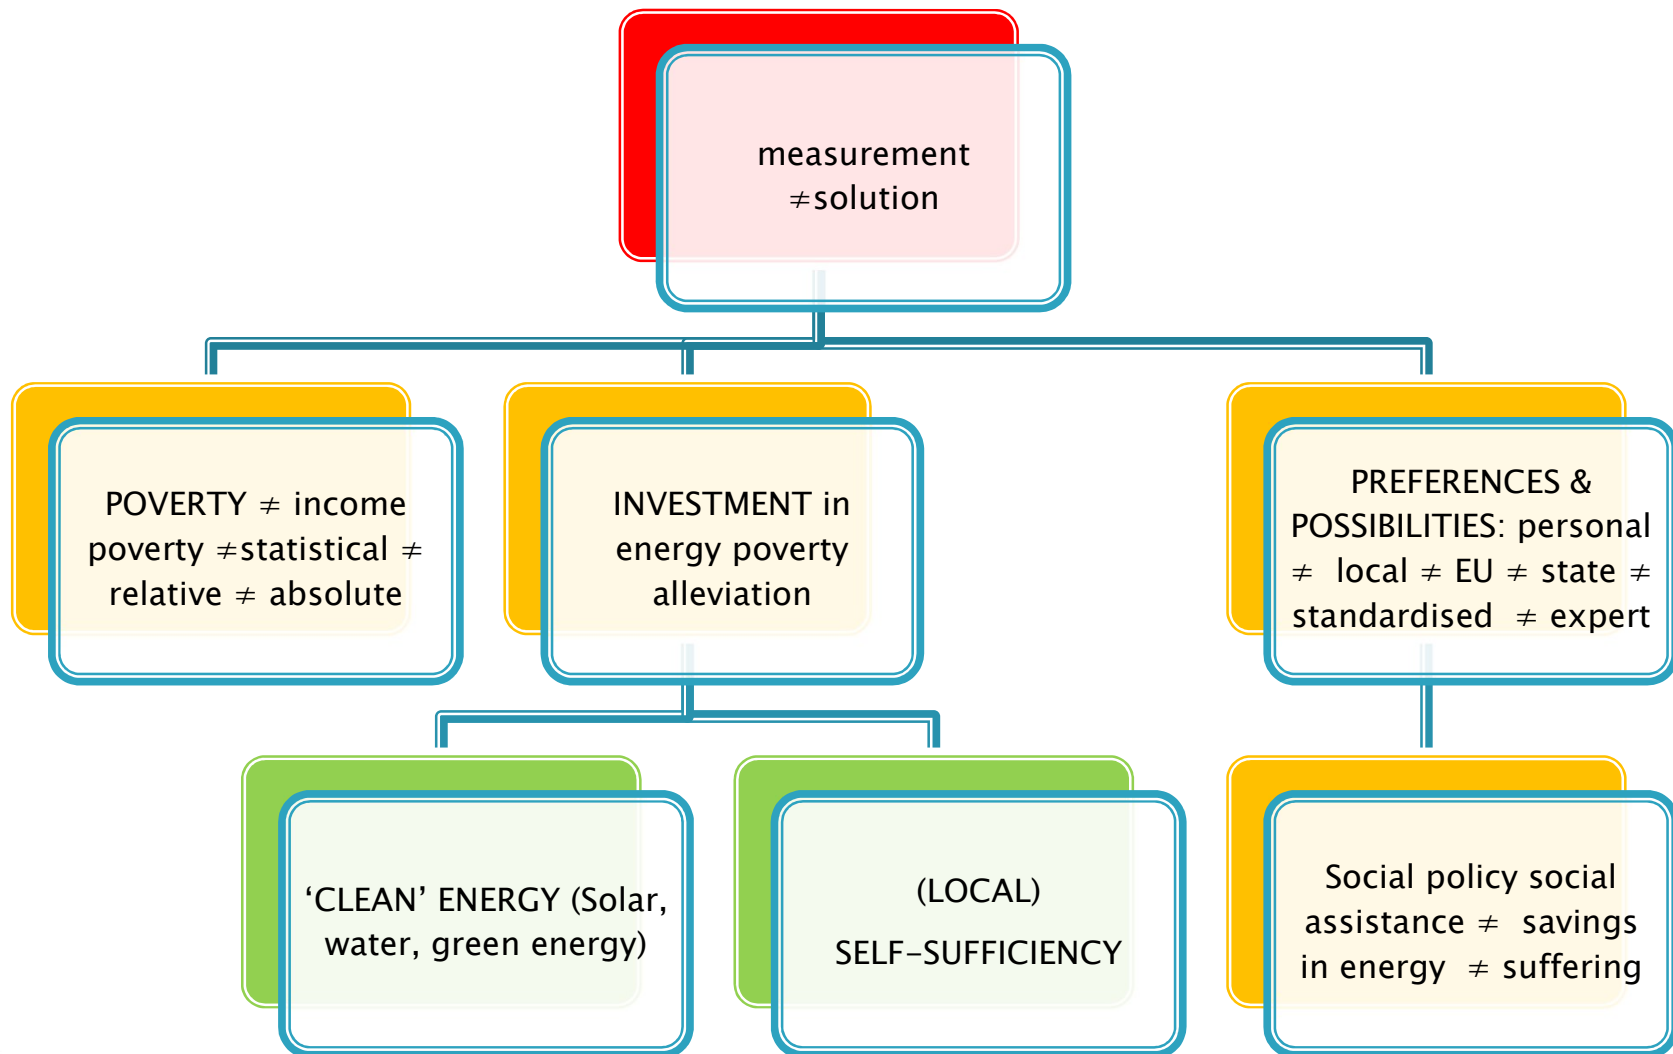 measurement
≠solution
POVERTY ≠ income
poverty ≠statistical ≠
relative ≠ absolute
INVESTMENT in
energy poverty
alleviation
PREFERENCES &
POSSIBILITIES: personal
≠ local ≠ EU ≠ state ≠
standardised ≠ expert
‘CLEAN’ ENERGY (Solar,
water, green energy)
(LOCAL)
SELF-SUFFICIENCY
Social policy social
assistance ≠ savings
in energy ≠ suffering